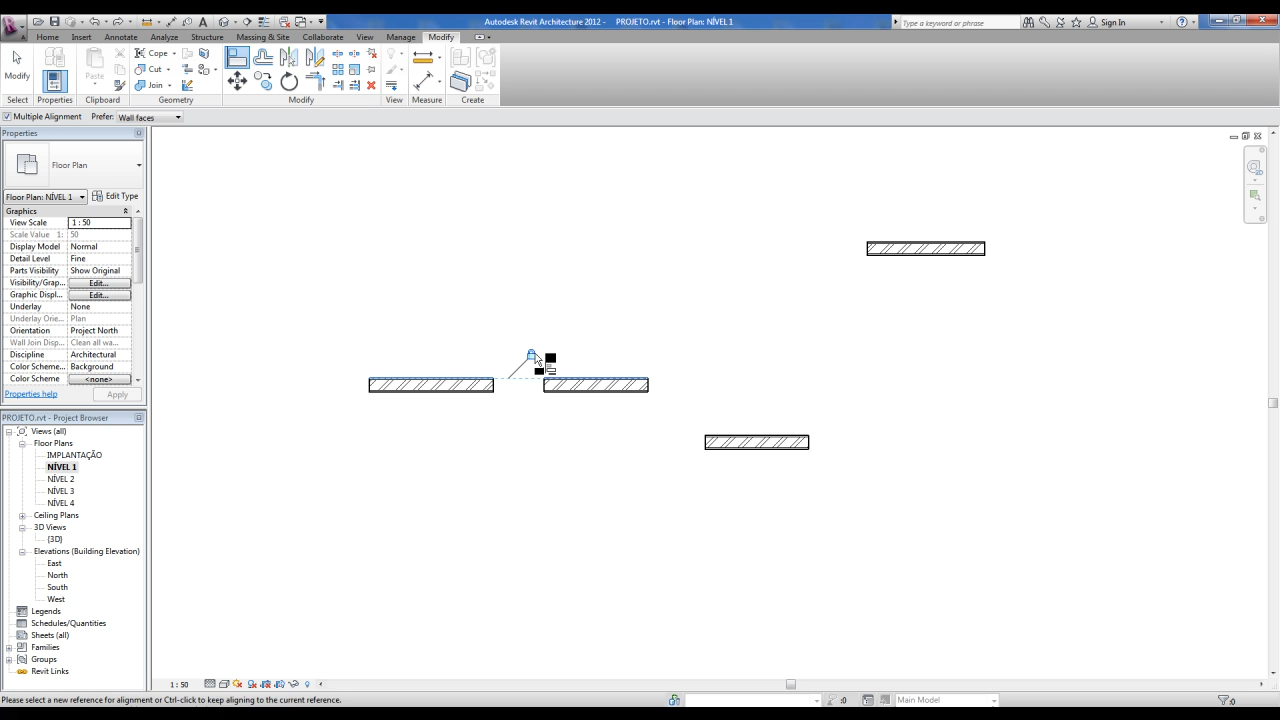 Autodesk Revit Architecture 2012 - PROJETO.rvt - Floor Plan: NÍVEL 1
Type a keyword or phrase
Sign In
Home Insert Annotate Analyze Structure Massing & Site Collaborate View Manage Modify
Modify
Paste
Cope
Cut
Join
Select Properties Clipboard Geometry Modify View Measure Create
Multiple Alignment Prefer: Wall faces
Properties
Floor Plan
Floor Plan: NÍVEL 1 Edit Type
Graphics
View Scale 1 : 50
Scale Value 1: 50
Display Model Normal
Detail Level Fine
Parts Visibility Show Original
Visibility/Grap... Edit...
Graphic Displ... Edit...
Underlay None
Underlay Orie... Plan
Orientation Project North
Wall Join Displ... Clean all wa...
Discipline Architectural
Color Scheme... Background
Color Scheme <none>
Properties help Apply
PROJETO.rvt - Project Browser
Views (all)
Floor Plans
IMPLANTAÇÃO
NÍVEL 1
NÍVEL 2
NÍVEL 3
NÍVEL 4
Ceiling Plans
3D Views
{3D}
Elevations (Building Elevation)
East
North
South
West
Legends
Schedules/Quantities
Sheets (all)
Families
Groups
Revit Links
1 : 50
Please select a new reference for alignment or Ctrl-click to keep aligning to the current reference.
:0 Main Model :0